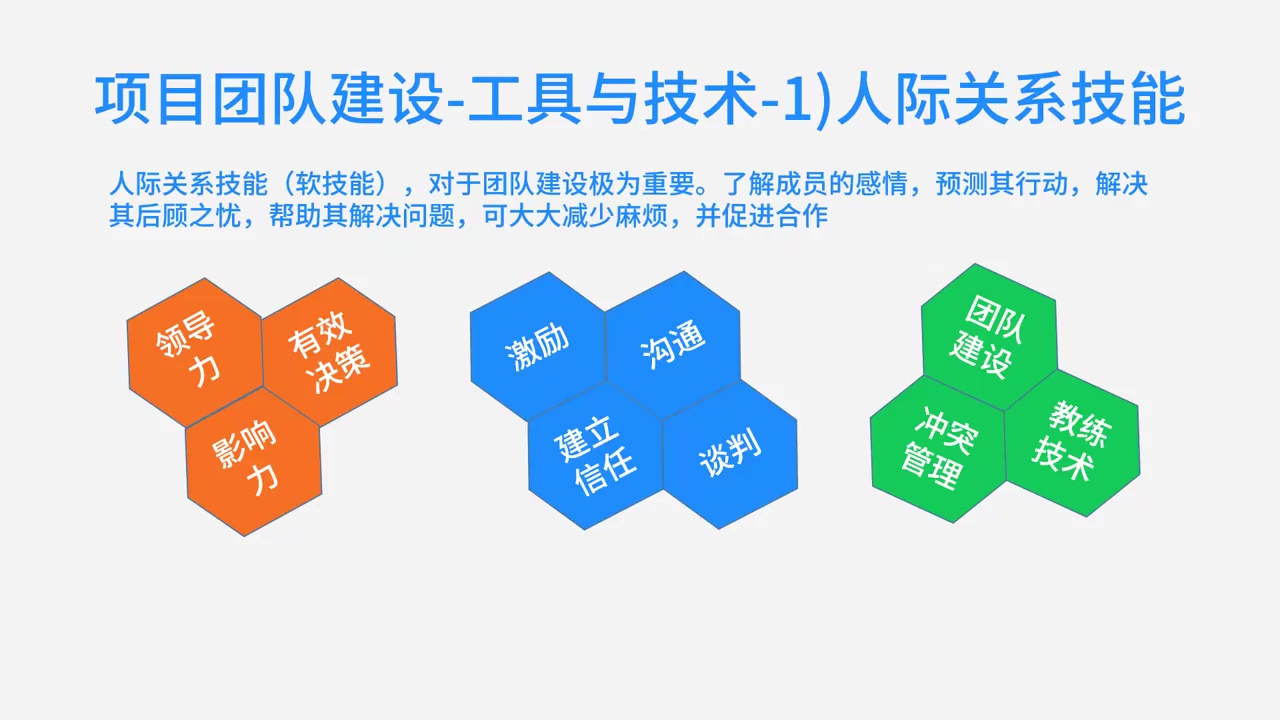 项目团队建设-工具与技术-1)人际关系技能
人际关系技能（软技能），对于团队建设极为重要。了解成员的感情，预测其行动，解决
其后顾之忧，帮助其解决问题，可大大减少麻烦，并促进合作
领导
力
有效
决策
影响
力
激励
沟通
建立
信任
谈判
团队
建设
冲突
管理
教练
技术